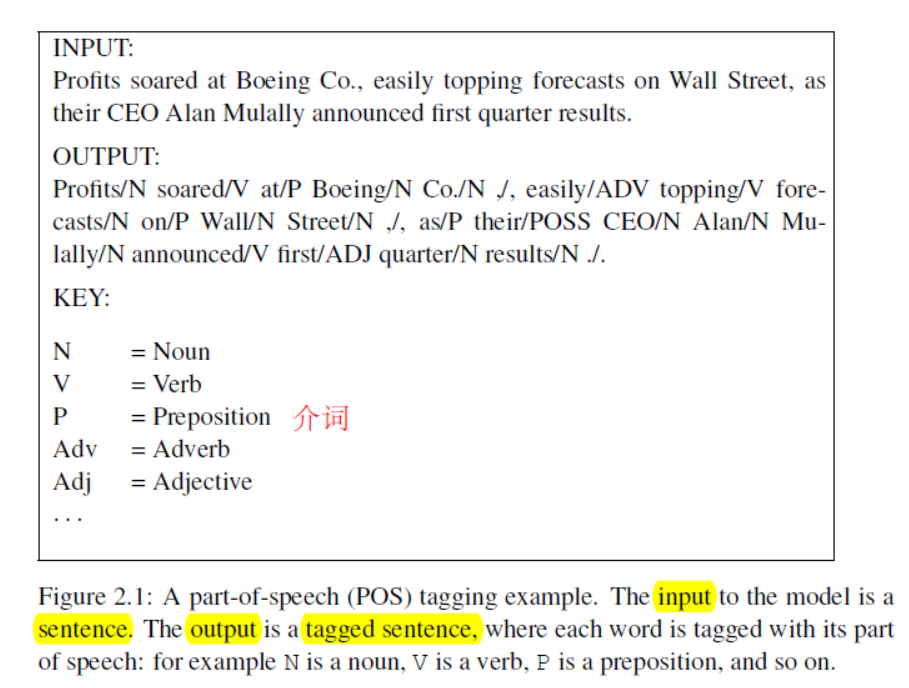 INPUT:
Profits soared at Boeing Co., easily topping forecasts on Wall Street, as
their CEO Alan Mulally announced first quarter results.
OUTPUT:
Profits/N soared/V at/P Boeing/N Co./N ,/, easily/ADV topping/V fore-
casts/N on/P Wall/N Street/N ,/, as/P their/POSS CEO/N Alan/N Mu-
lally/N announced/V first/ADJ quarter/N results/N ./.
KEY:
N = Noun
V = Verb
P = Preposition 介词
Adv = Adverb
Adj = Adjective
. . .
Figure 2.1: A part-of-speech (POS) tagging example. The input to the model is a
sentence. The output is a tagged sentence, where each word is tagged with its part
of speech: for example N is a noun, V is a verb, P is a preposition, and so on.